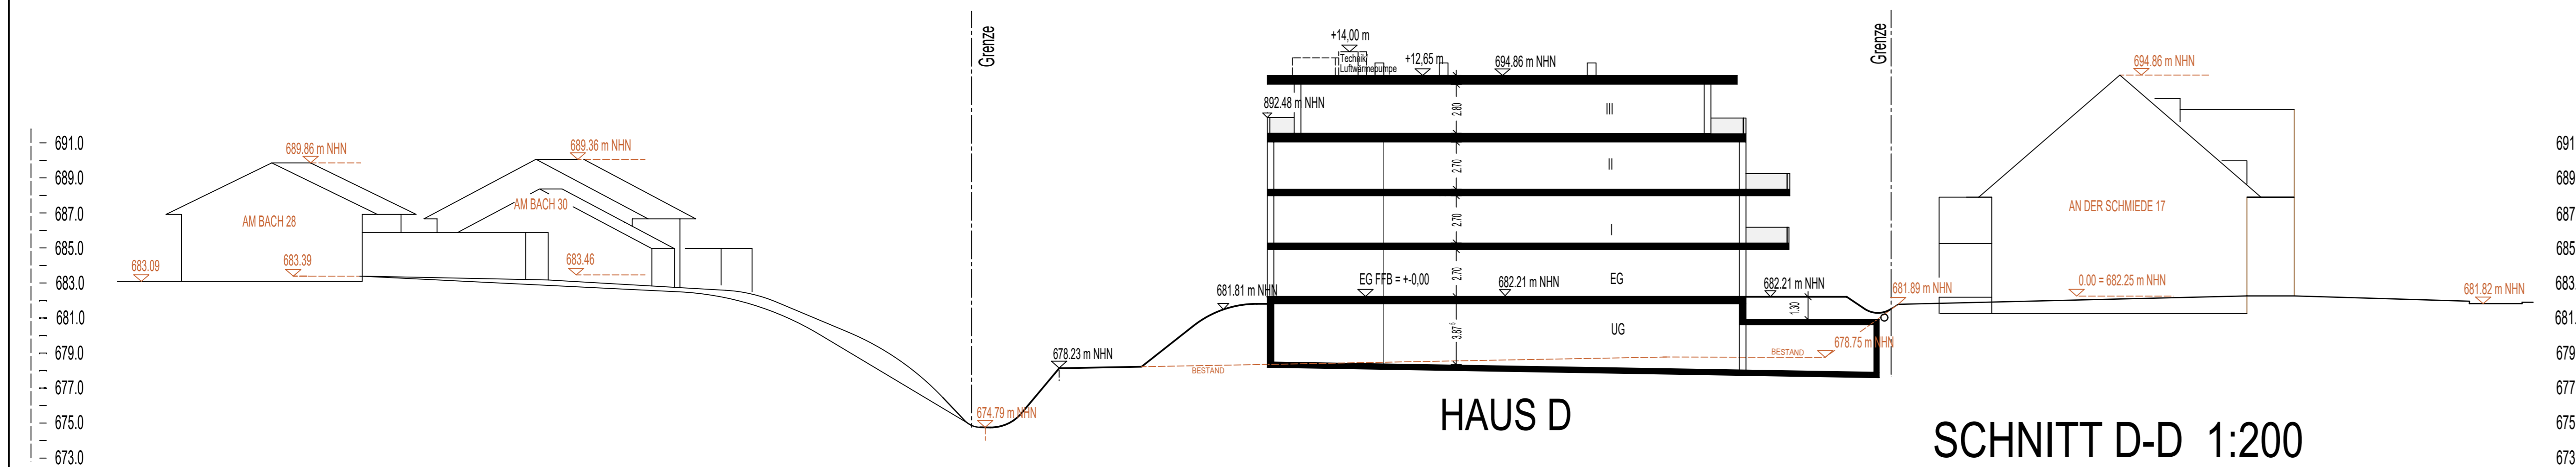 Grenze
Grenze
+14,00 m
Technik
Luftwärmepumpe
+12,65 m
694.86 m NHN
694.86 m NHN
892.48 m NHN
2.80
III
691.0
689.86 m NHN
689.36 m NHN
691
689.0
2.70
II
689
687.0
AM BACH 28
AM BACH 30
2.70
I
AN DER SCHMIEDE 17
687
685.0
685
683.09
683.39
683.46
683.0
EG FFB = +-0,00
2.70
682.21 m NHN
EG
682.21 m NHN
681.89 m NHN
0.00 = 682.25 m NHN
681.82 m NHN
683.
681.81 m NHN
1.30
681.0
3.87⁵
UG
681.
679.0
678.23 m NHN
BESTAND
BESTAND
678.75 m NHN
679
677.0
677
675.0
674.79 m NHN
HAUS D
SCHNITT D-D 1:200
675
673.0
673